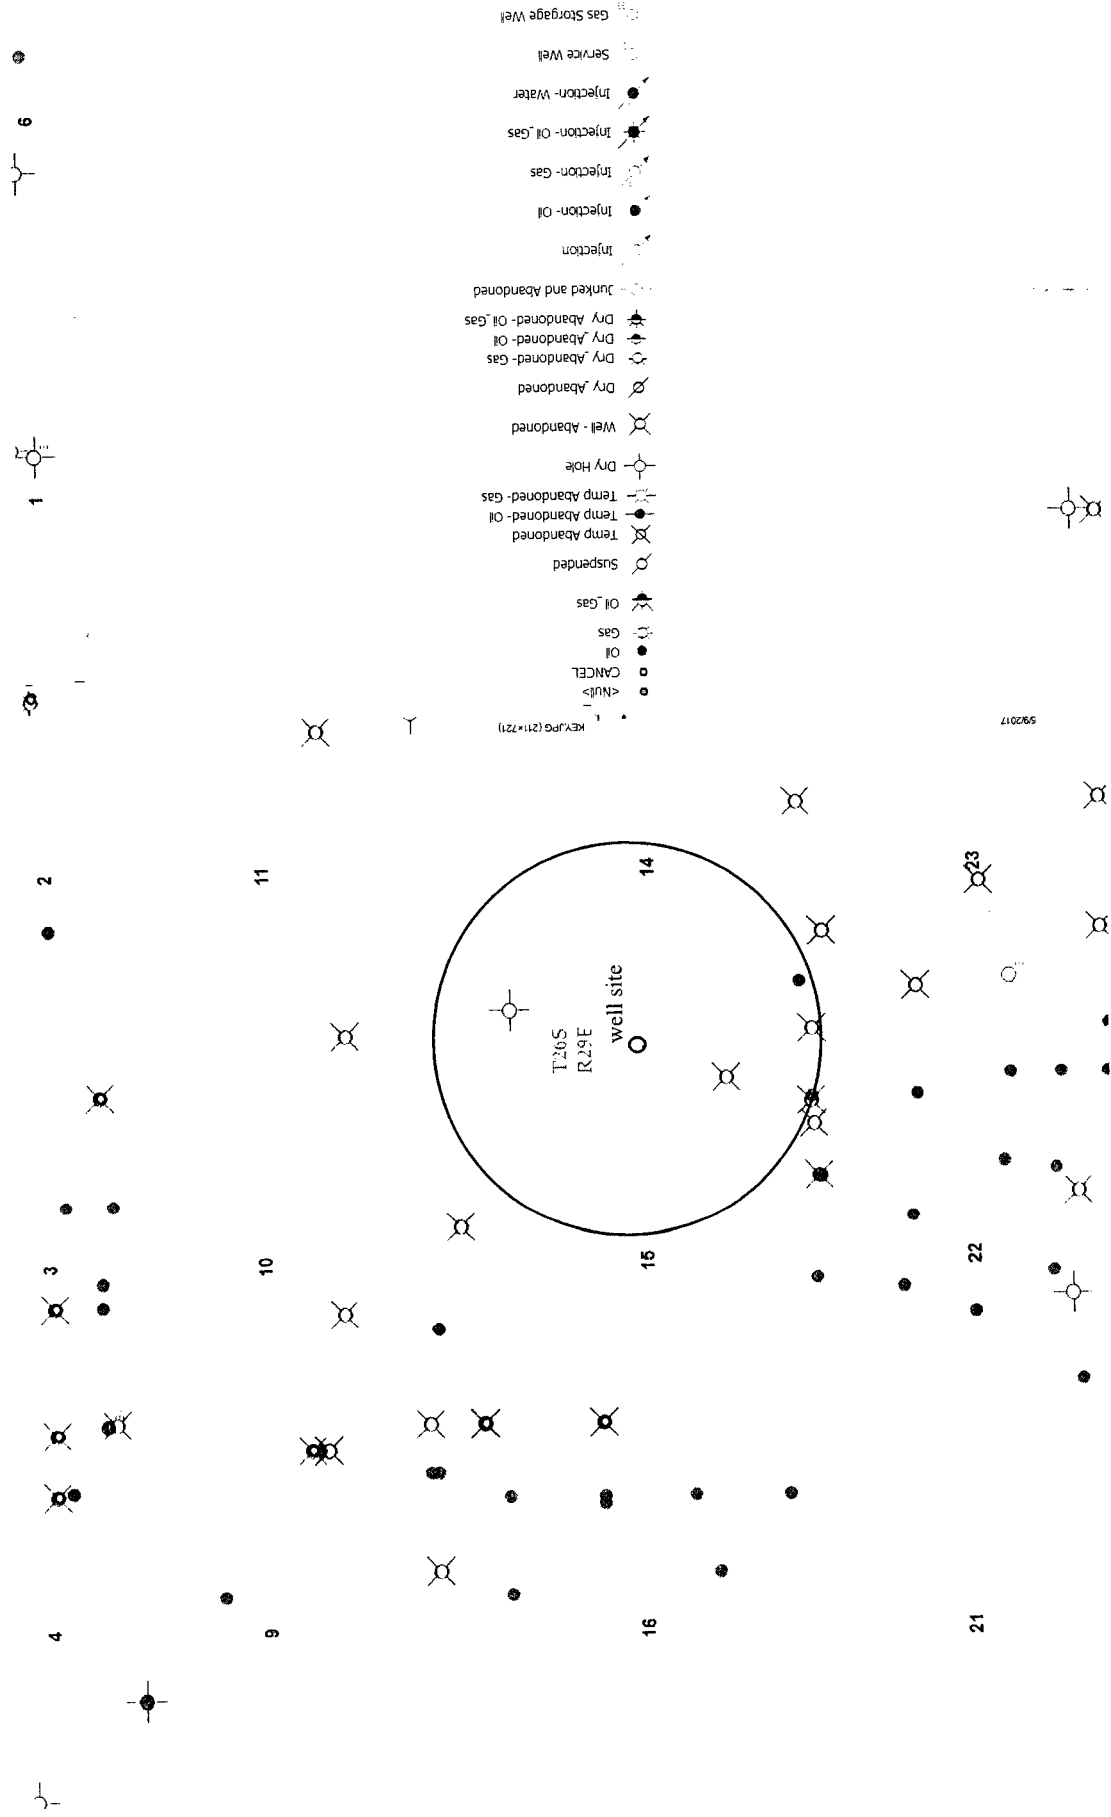 6
1
2
11
14
23
3
10
15
22
4
9
16
21
T26S
R29E
well site
5/9/2017
KEY.JPG (211×721)
<Null>
CANCEL
Oil
Gas
Oil_Gas
Suspended
Temp Abandoned
Temp Abandoned- Oil
Temp Abandoned- Gas
Dry Hole
Well - Abandoned
Dry_Abandoned
Dry_Abandoned- Gas
Dry_Abandoned- Oil
Dry_Abandoned- Oil_Gas
Junked and Abandoned
Injection
Injection- Oil
Injection- Gas
Injection- Oil_Gas
Injection- Water
Service Well
Gas Storgage Well